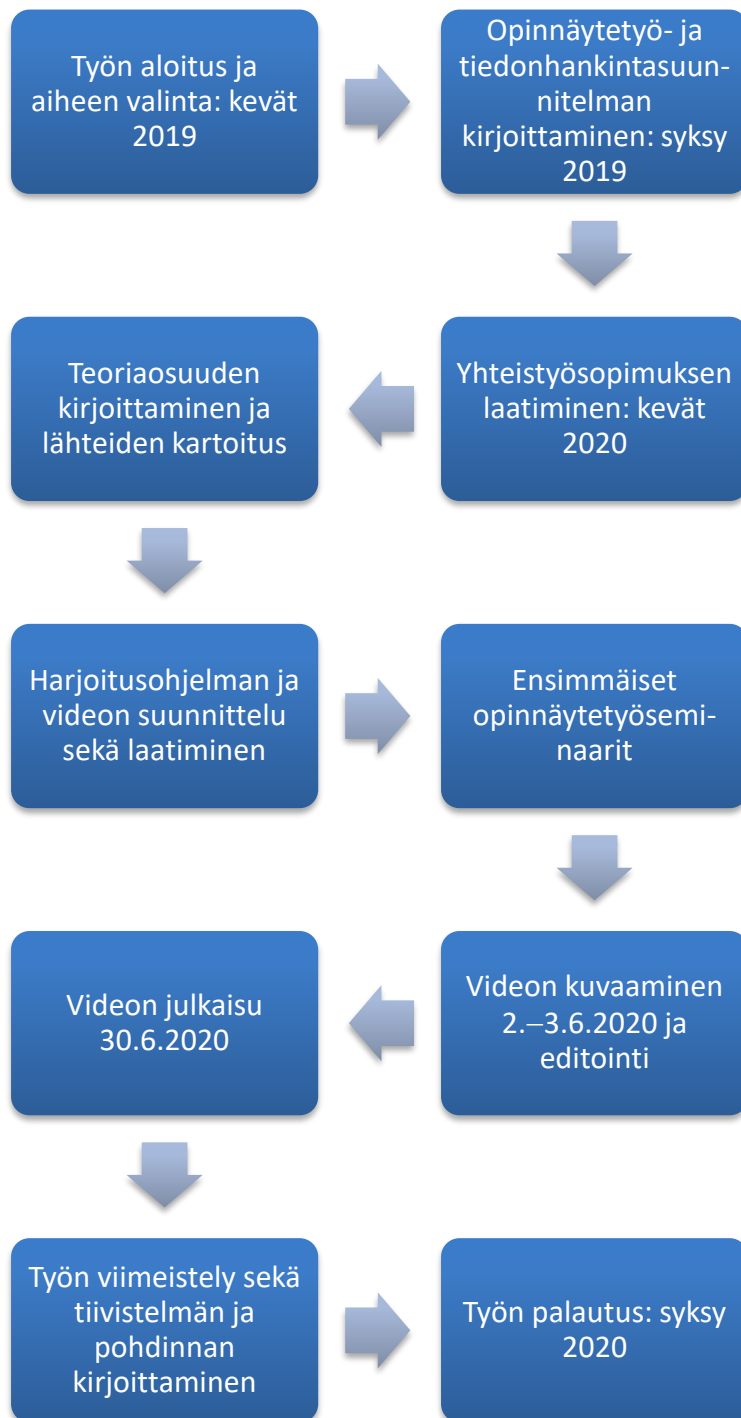 Työn aloitus ja
aiheen valinta: kevät
2019
Opinnäytetyö- ja
tiedonhankintasuun-
nitelman
kirjoittaminen: syksy
2019
Yhteistyösopimuksen
laatiminen: kevät
2020
Teoriaosuuden
kirjoittaminen ja
lähteiden kartoitus
Harjoitusohjelman ja
videon suunnittelu
sekä laatiminen
Ensimmäiset
opinnäytetyösemi-
naarit
Videon kuvaaminen
2.–3.6.2020 ja
editointi
Videon julkaisu
30.6.2020
Työn viimeistely sekä
tiivistelmän ja
pohdinnan
kirjoittaminen
Työn palautus: syksy
2020